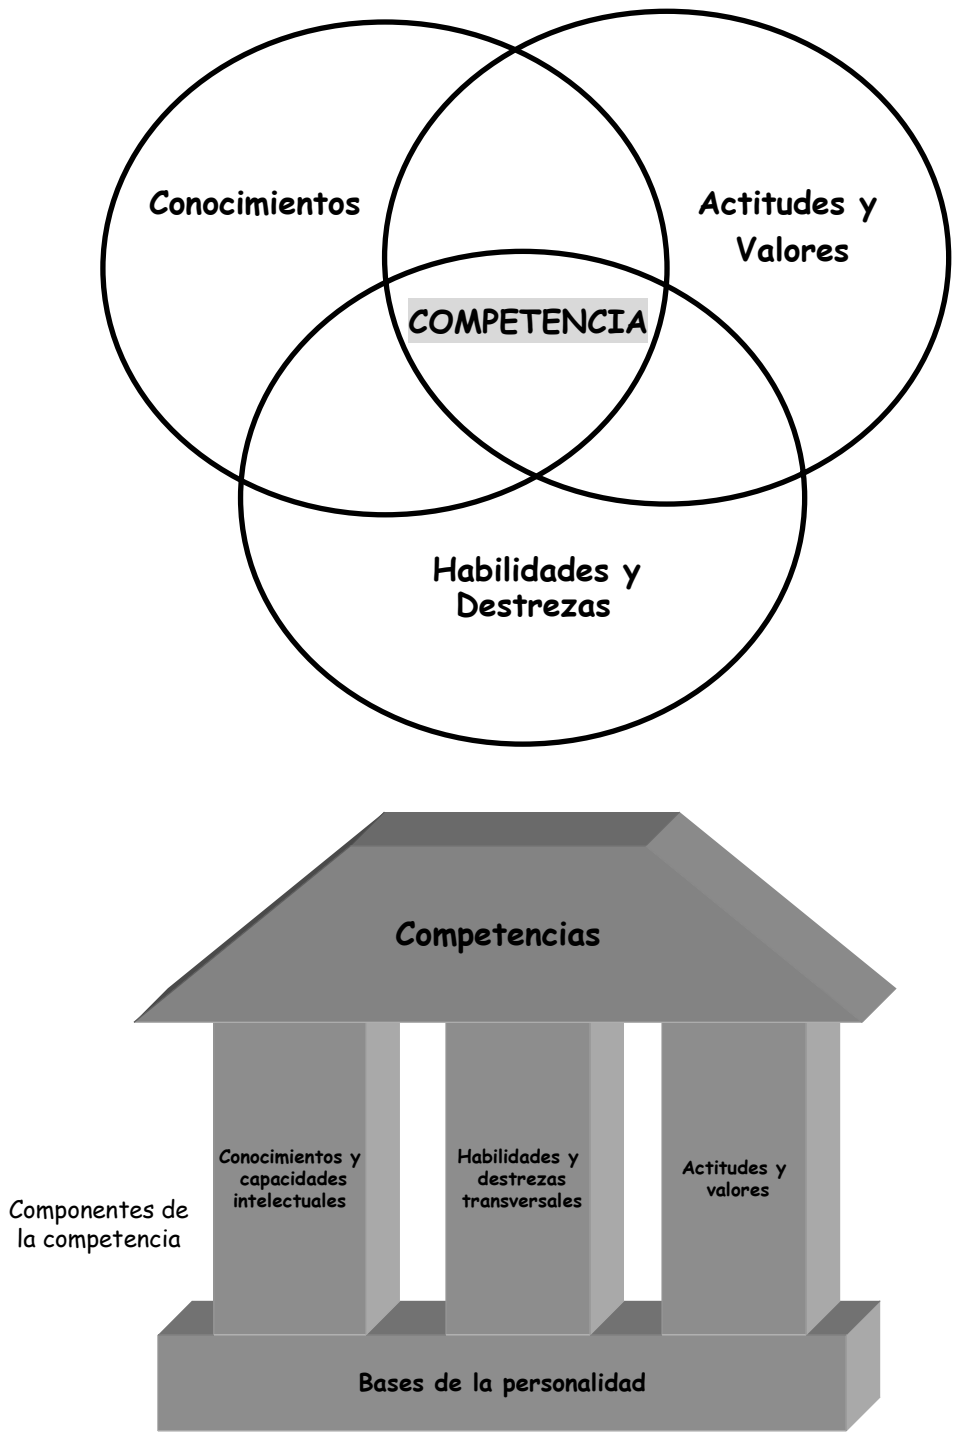 Conocimientos
Actitudes y
Valores
COMPETENCIA
Habilidades y
Destrezas
Competencias
Conocimientos y
capacidades
intelectuales
Habilidades y
destrezas
transversales
Actitudes y
valores
Componentes de
la competencia
Bases de la personalidad